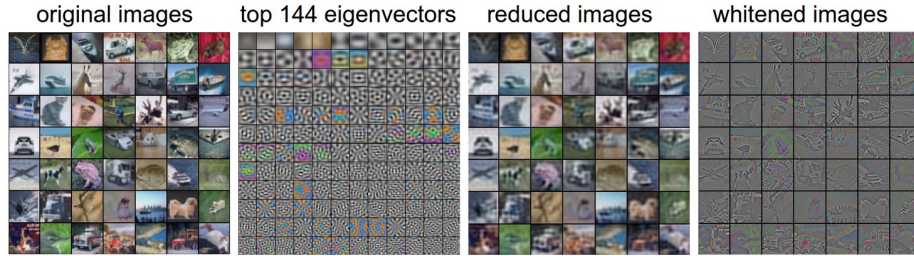 original images
top 144 eigenvectors
reduced images
whitened images